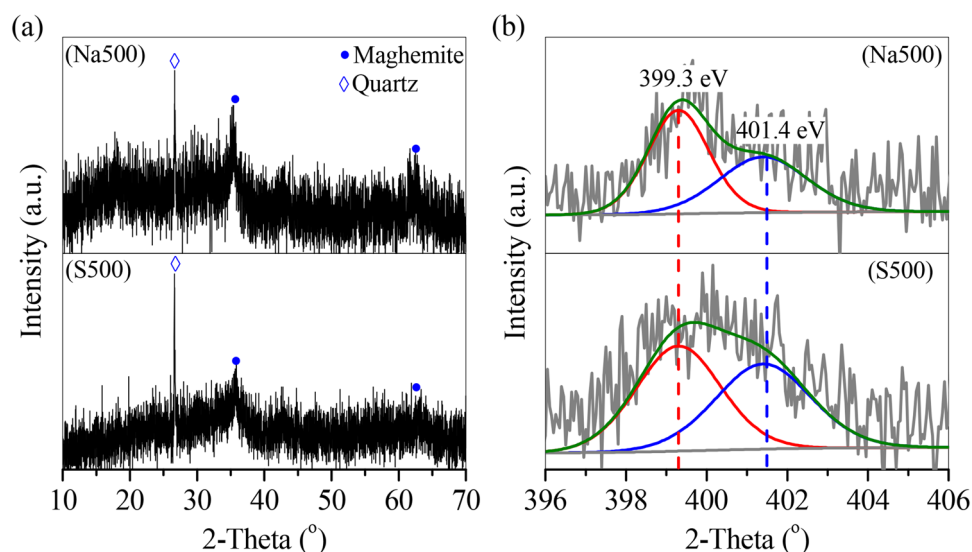 (a)
(Na500)
● Maghemite
◊ Quartz
(S500)
Intensity (a.u.)
10 20 30 40 50 60 70
2-Theta (o)
(b)
(Na500)
399.3 eV
401.4 eV
(S500)
Intensity (a.u.)
396 398 400 402 404 406
2-Theta (o)